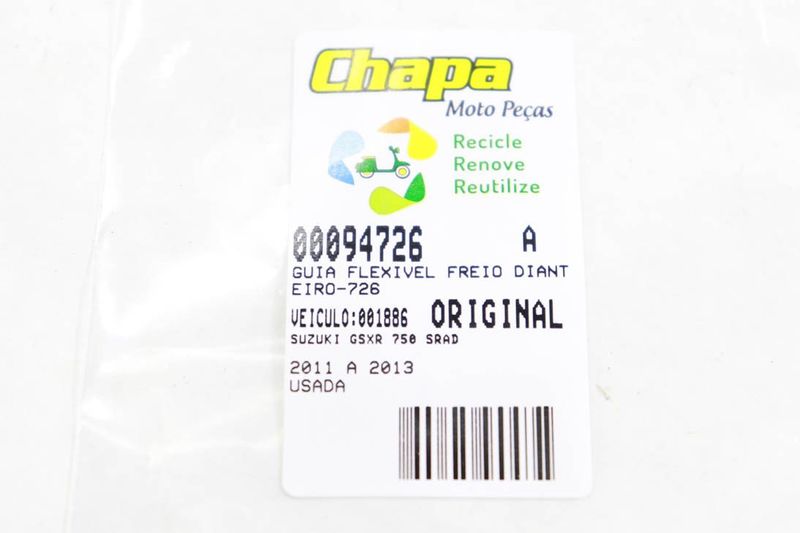 Chapa
Moto Peças
Recicle
Renove
Reutilize
00094726 A
GUIA FLEXIVEL FREIO DIANT
EIRO-726
VEICULO:001886 ORIGINAL
SUZUKI GSXR 750 SRAD
2011 A 2013
USADA